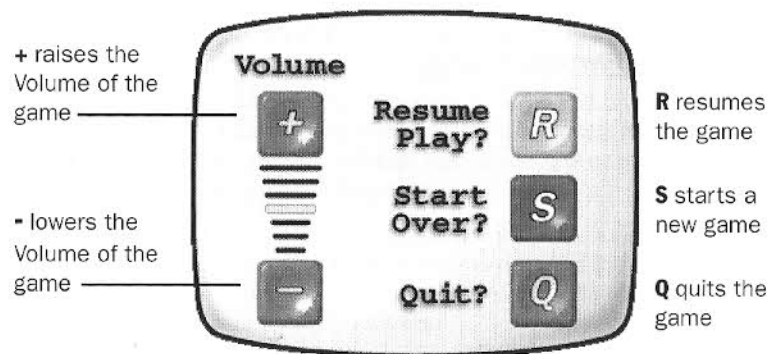 + raises the
Volume of the
game
- lowers the
Volume of the
game
Volume
+
-
Resume
Play?
R
Start
Over?
S
Quit?
Q
R resumes
the game
S starts a
new game
Q quits the
game